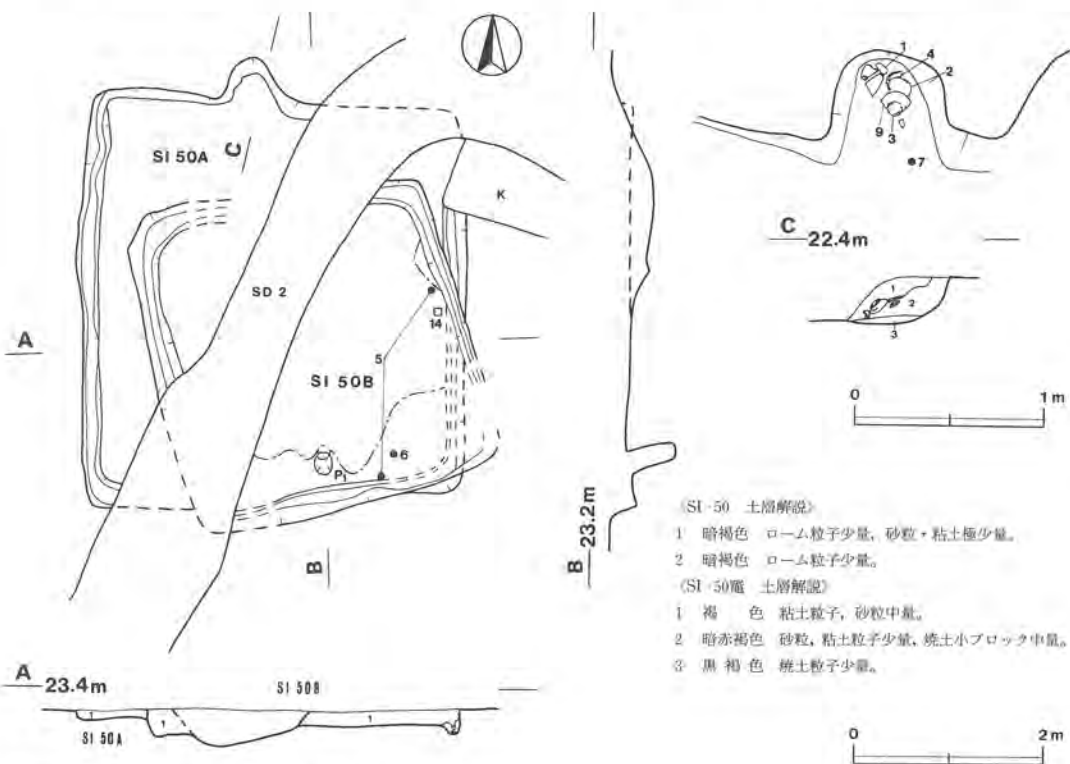 SI 50A
C
K
SD 2
14
A
5
SI 50B
6
P1
B
B 23.2m
A 23.4m
SI 50B
1
1
1
SI 50A
1
4
2
9
3
7
C 22.4m
1
2
3
0 1m
《SI-50 土層解説》
1 暗褐色 ローム粒子少量,砂粒・粘土極少量。
2 暗褐色 ローム粒子少量。
《SI-50竈 土層解説》
1 褐 色 粘土粒子,砂粒中量。
2 暗赤褐色 砂粒,粘土粒子少量,焼土小ブロック中量。
3 黒褐色 焼土粒子少量。
0 2m